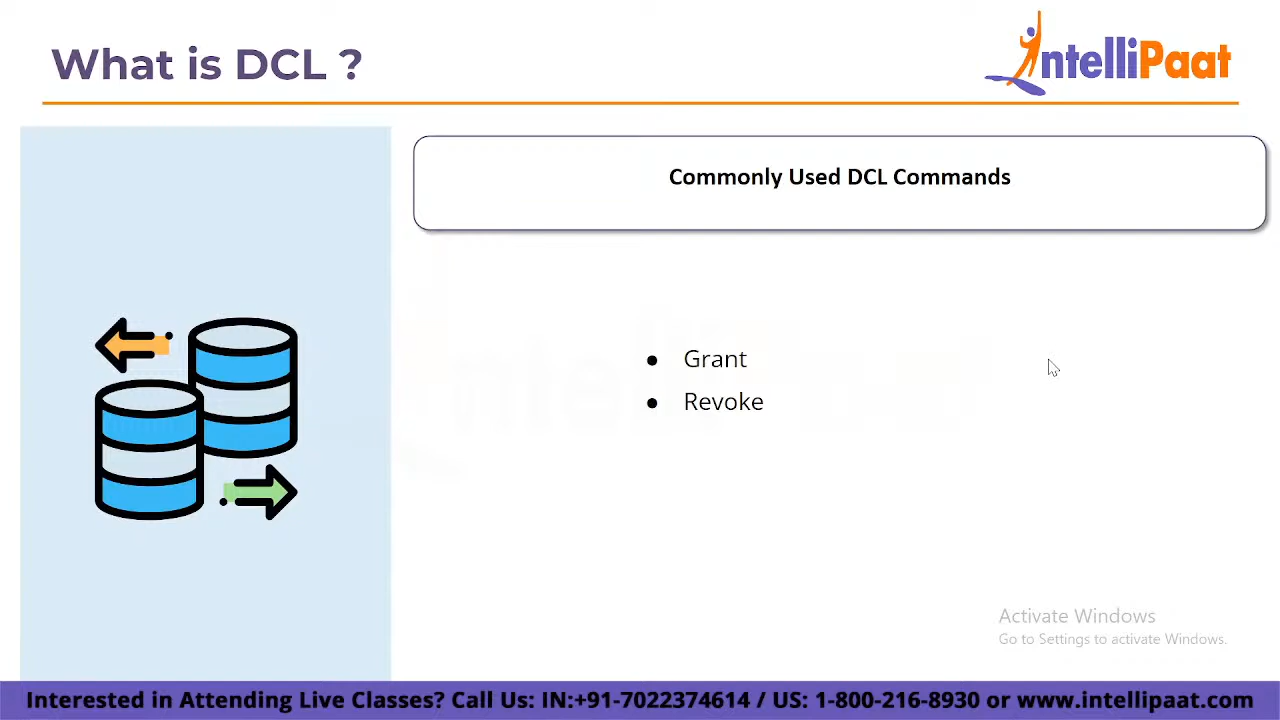 What is DCL ?
IntelliPaat
Commonly Used DCL Commands
● Grant
● Revoke
Activate Windows
Go to Settings to activate Windows.
Interested in Attending Live Classes? Call Us: IN:+91-7022374614 / US: 1-800-216-8930 or www.intellipaat.com